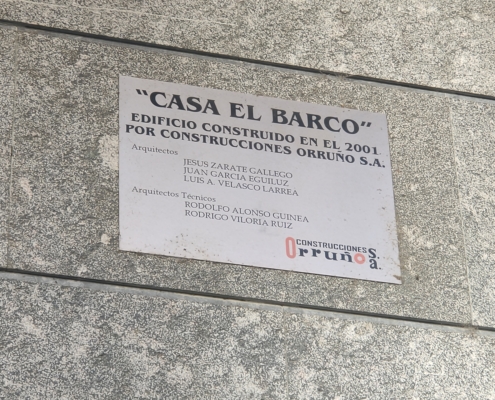 "CASA EL BARCO"
EDIFICIO CONSTRUIDO EN EL 2001
POR CONSTRUCCIONES ORRUÑO S.A.
Arquitectos
JESUS ZARATE GALLEGO
JUAN GARCIA EGUILUZ
LUIS A. VELASCO LARREA
Arquitectos Técnicos
RODOLFO ALONSO GUINEA
RODRIGO VILORIA RUIZ
CONSTRUCCIONES
Orruño s.a.